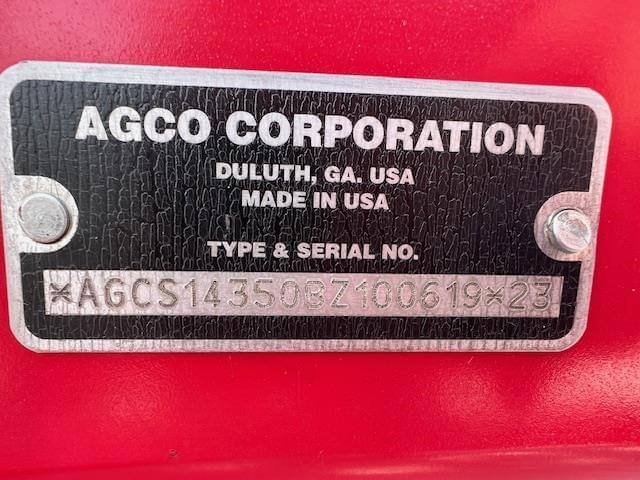 AGCO CORPORATION
DULUTH, GA. USA
MADE IN USA
TYPE & SERIAL NO.
*AGCS14350BZ100619*23